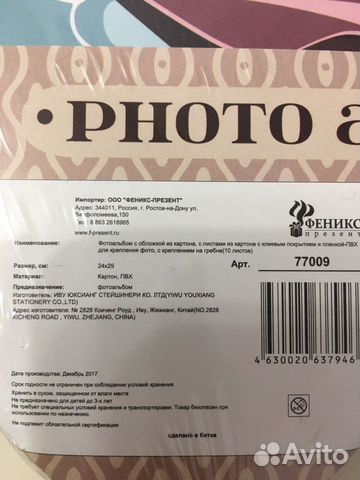 •PHOTO a
Импортер: ООО "ФЕНИКС-ПРЕЗЕНТ"
Адрес: 344011, Россия, г. Ростов-на-Дону ул.
Варфоломеева,150
Тел: 8 863 2618965
www.f-present.ru
ФЕНИКС
презент
Наименование: Фотоальбом с обложкой из картона, с листами из картона с клеевым покрытием и пленкой-ПВХ
для крепления фото, с креплением на гребне(10 листов)
Размер, см: 24x29
Арт. 77009
Материал: Картон, ПВХ
Предназначение: фотоальбом
Изготовитель: ИВУ ЮКСИАНГ СТЕЙШИНЕРИ КО. ЛТД(YIWU YOUXIANG
STATIONERY CO.,LTD)
Адрес изготовителя: № 2828 Ксиченг Роуд , Иву, Жежианг, Китай(NO.2828
XICHENG ROAD , YIWU, ZHEJIANG, CHINA)
4 630020 637946
Дата производства: Декабрь 2017
Срок годности не ограничен при соблюдении условий хранения
Хранить в сухом, защищенном от влаги месте
Не предназначено для детей до 3-х лет
Не требует специальных условий хранения и транспортировки. Товар безопасен при
использовании по назначению.
Не подлежит обязательной сертификации
сделано в Китае
Avito